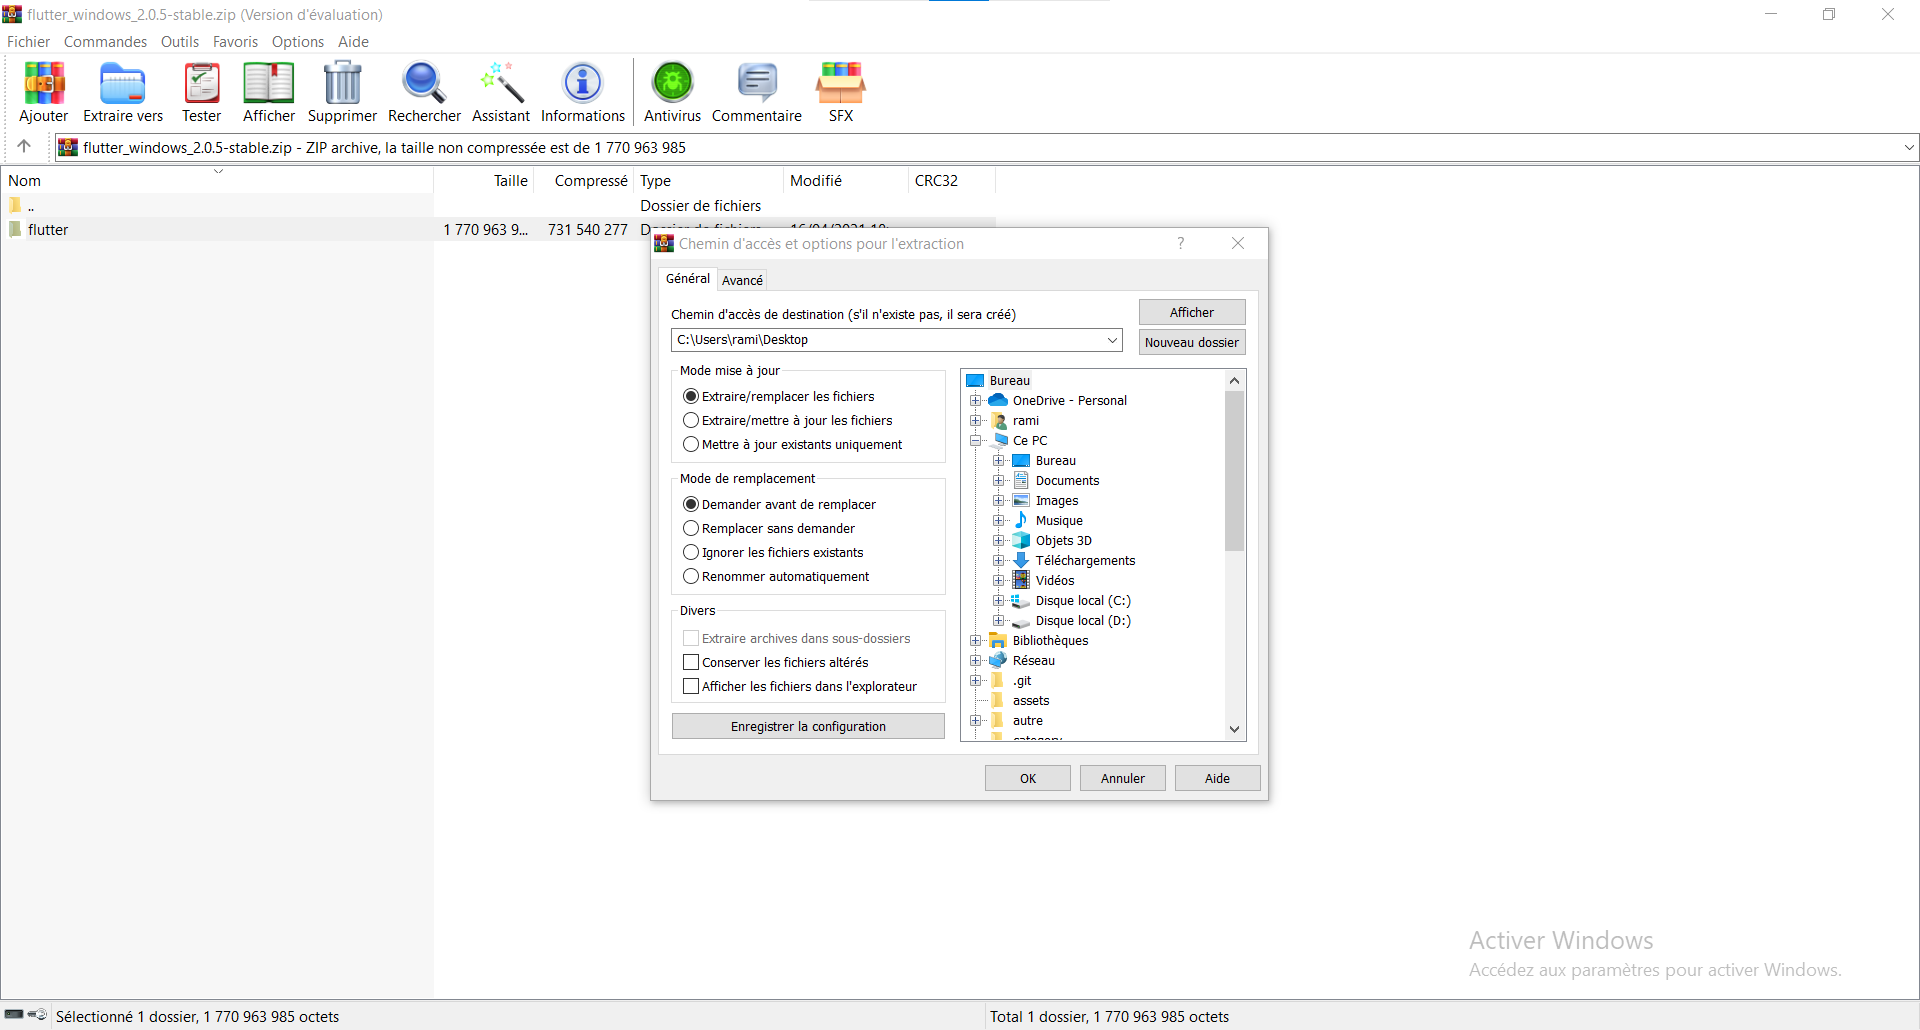 flutter_windows_2.0.5-stable.zip (Version d'évaluation)
Fichier Commandes Outils Favoris Options Aide
Ajouter Extraire vers Tester Afficher Supprimer Rechercher Assistant Informations Antivirus Commentaire SFX
flutter_windows_2.0.5-stable.zip - ZIP archive, la taille non compressée est de 1 770 963 985
Nom Taille Compressé Type Modifié CRC32
.. Dossier de fichiers
flutter 1 770 963 9... 731 540 277
Chemin d'accès et options pour l'extraction ?
Général Avancé
Chemin d'accès de destination (s'il n'existe pas, il sera créé)
Afficher
C:\Users\rami\Desktop
Nouveau dossier
Mode mise à jour
Extraire/remplacer les fichiers
Extraire/mettre à jour les fichiers
Mettre à jour existants uniquement
Mode de remplacement
Demander avant de remplacer
Remplacer sans demander
Ignorer les fichiers existants
Renommer automatiquement
Divers
Extraire archives dans sous-dossiers
Conserver les fichiers altérés
Afficher les fichiers dans l'explorateur
Enregistrer la configuration
Bureau
OneDrive - Personal
rami
Ce PC
Bureau
Documents
Images
Musique
Objets 3D
Téléchargements
Vidéos
Disque local (C:)
Disque local (D:)
Bibliothèques
Réseau
.git
assets
autre
OK Annuler Aide
Activer Windows
Accédez aux paramètres pour activer Windows.
Sélectionné 1 dossier, 1 770 963 985 octets
Total 1 dossier, 1 770 963 985 octets